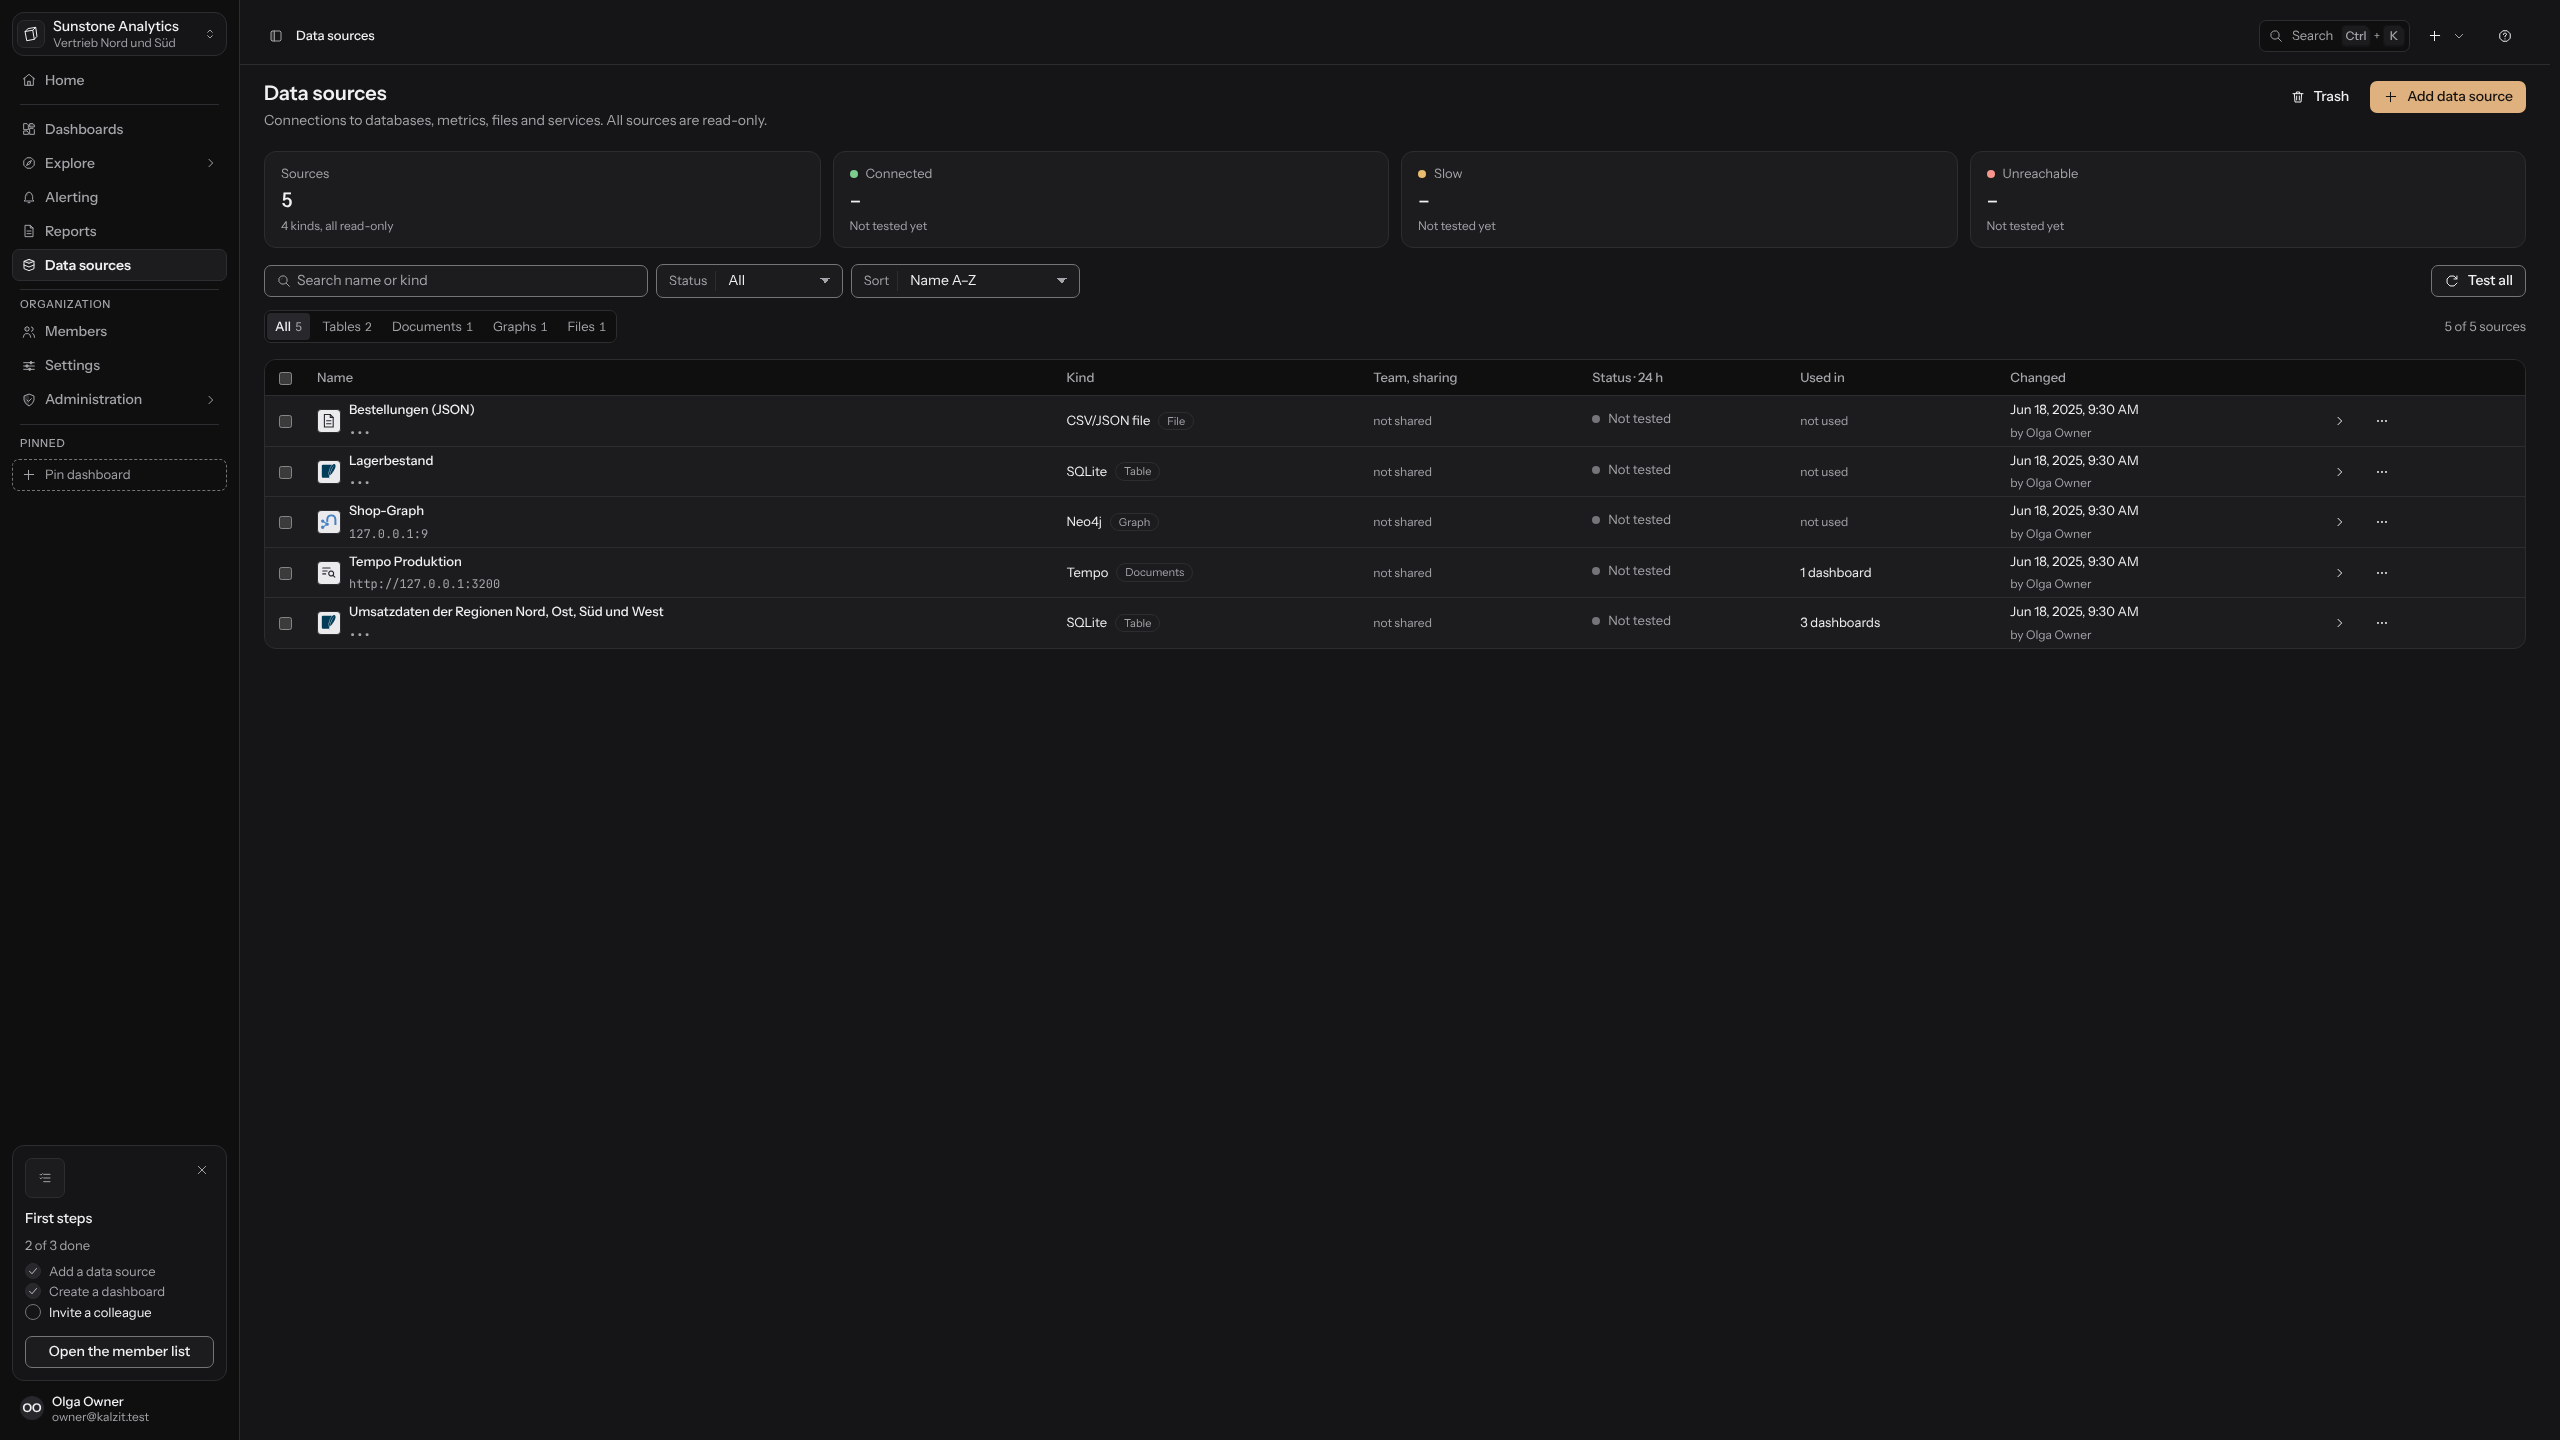 Sunstone Analytics
Vertrieb Nord und Süd
Home
Dashboards
Explore
Alerting
Reports
Data sources
ORGANIZATION
Members
Settings
Administration
PINNED
Pin dashboard
First steps
2 of 3 done
Add a data source
Create a dashboard
Invite a colleague
Open the member list
OO
Olga Owner
owner@kalzit.test
Data sources
Search Ctrl + K
Data sources
Connections to databases, metrics, files and services. All sources are read-only.
Trash
Add data source
Sources
5
4 kinds, all read-only
Connected
–
Not tested yet
Slow
–
Not tested yet
Unreachable
–
Not tested yet
Search name or kind
Status All
Sort Name A–Z
Test all
All 5 Tables 2 Documents 1 Graphs 1 Files 1
5 of 5 sources
Name Kind Team, sharing Status · 24 h Used in Changed
Bestellungen (JSON)
...
CSV/JSON file File not shared Not tested not used
Jun 18, 2025, 9:30 AM
by Olga Owner
Lagerbestand
...
SQLite Table not shared Not tested not used
Jun 18, 2025, 9:30 AM
by Olga Owner
Shop-Graph
127.0.0.1:9
Neo4j Graph not shared Not tested not used
Jun 18, 2025, 9:30 AM
by Olga Owner
Tempo Produktion
http://127.0.0.1:3200
Tempo Documents not shared Not tested 1 dashboard
Jun 18, 2025, 9:30 AM
by Olga Owner
Umsatzdaten der Regionen Nord, Ost, Süd und West
...
SQLite Table not shared Not tested 3 dashboards
Jun 18, 2025, 9:30 AM
by Olga Owner